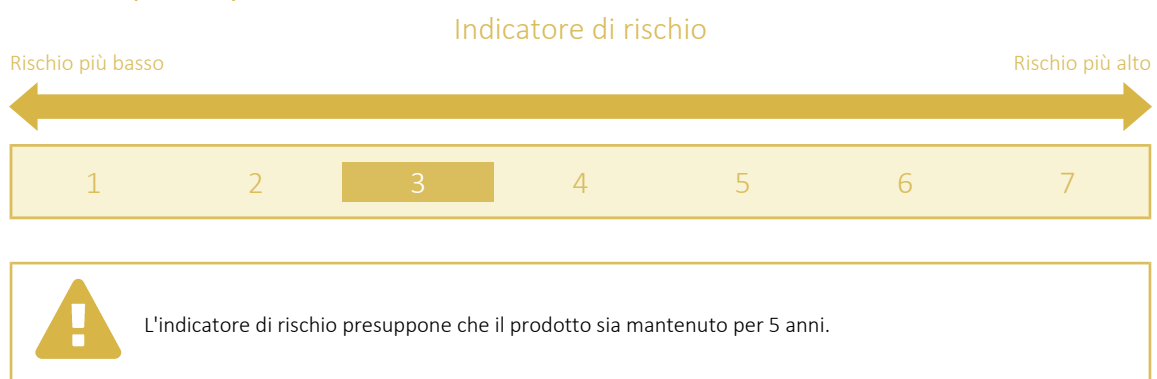 Indicatore di rischio
Rischio più basso Rischio più alto
1 2 3 4 5 6 7
L'indicatore di rischio presuppone che il prodotto sia mantenuto per 5 anni.